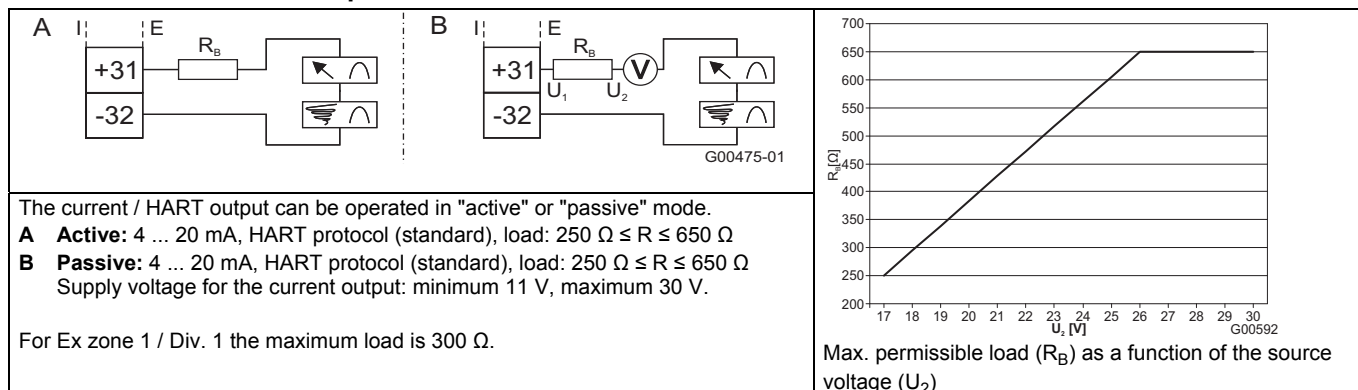 A I E
R_B
+31
-32
B I E
R_B
+31 V
U₁ U₂
-32
G00475-01
The current / HART output can be operated in "active" or "passive" mode.
A Active: 4 ... 20 mA, HART protocol (standard), load: 250 Ω ≤ R ≤ 650 Ω
B Passive: 4 ... 20 mA, HART protocol (standard), load: 250 Ω ≤ R ≤ 650 Ω
Supply voltage for the current output: minimum 11 V, maximum 30 V.
For Ex zone 1 / Div. 1 the maximum load is 300 Ω.
700
650
600
550
500
450
400
350
300
250
200
R_B[Ω]
17 18 19 20 21 22 23 24 25 26 27 28 29 30
U₂ [V]
G00592
Max. permissible load (R_B) as a function of the source
voltage (U₂)